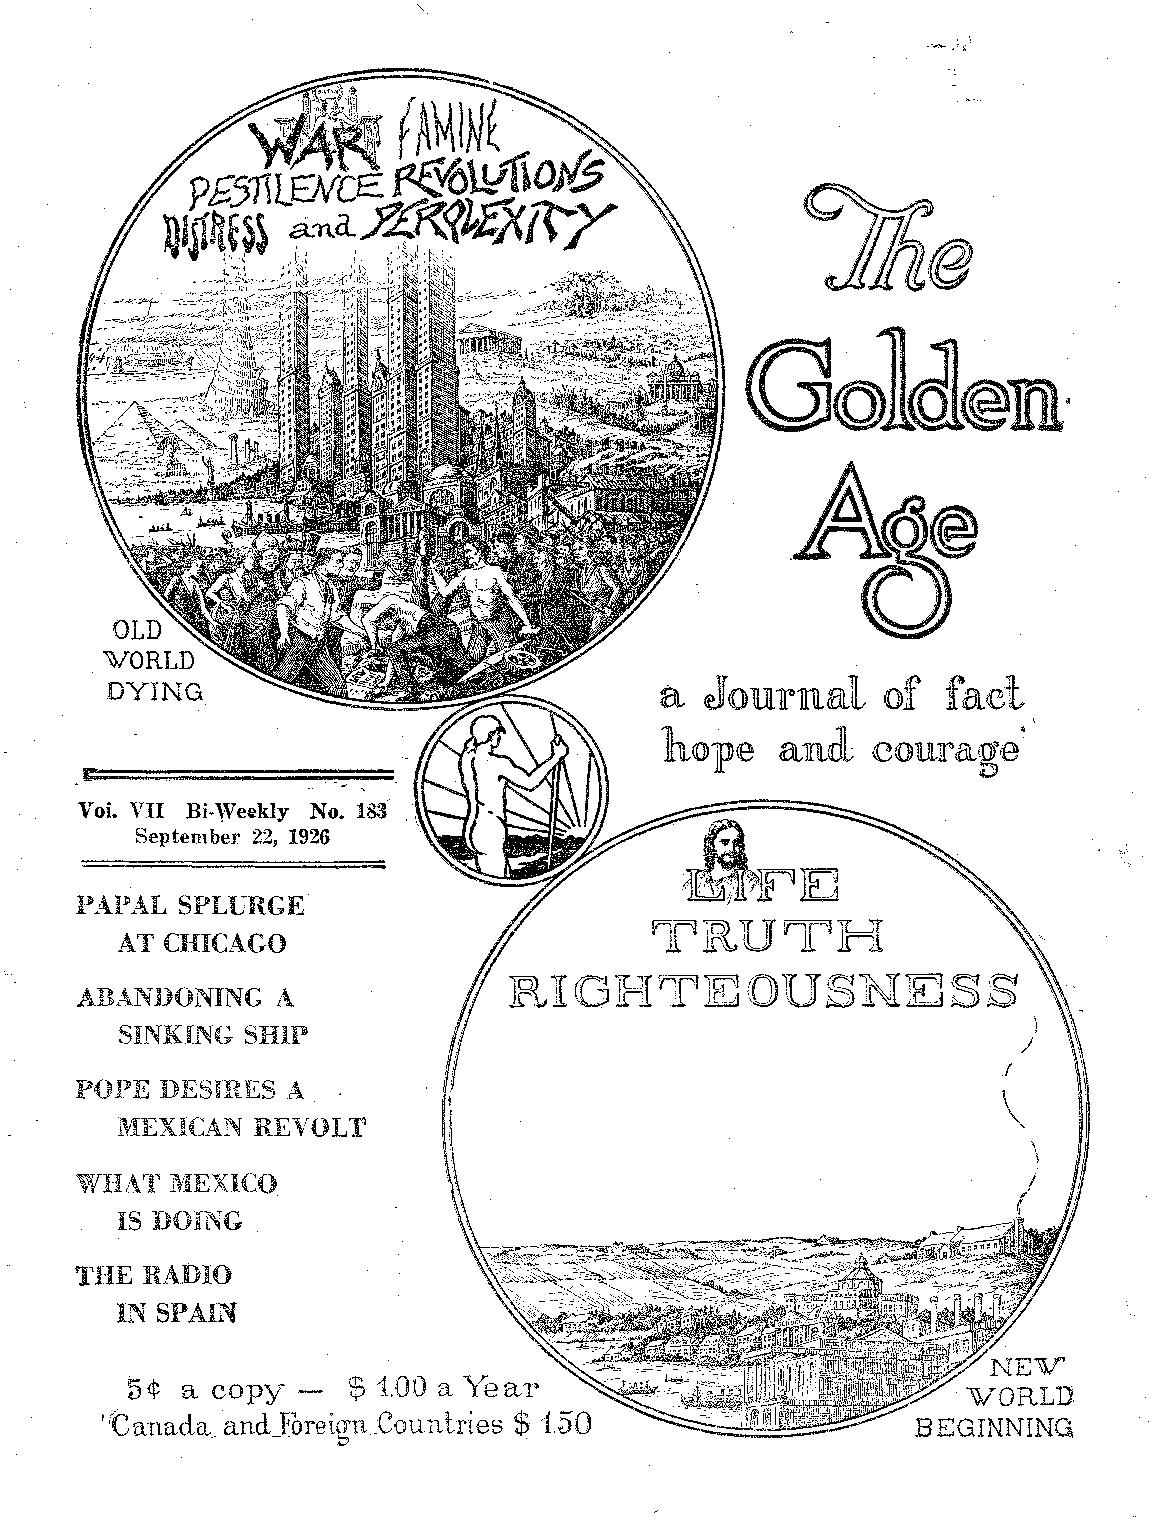 WAR FAMINE
PESTILENCE REVOLUTIONS
DISTRESS and PERPLEXITY
The
Golden
Age
a Journal of fact
hope and courage
OLD
WORLD
DYING
Vol. VII Bi-Weekly No. 183
September 22, 1926
PAPAL SPLURGE
AT CHICAGO
ABANDONING A
SINKING SHIP
POPE DESIRES A
MEXICAN REVOLT
WHAT MEXICO
IS DOING
THE RADIO
IN SPAIN
5¢ a copy — $1.00 a Year
Canada and Foreign Countries $1.50
LIFE
TRUTH
RIGHTEOUSNESS
NEW
WORLD
BEGINNING